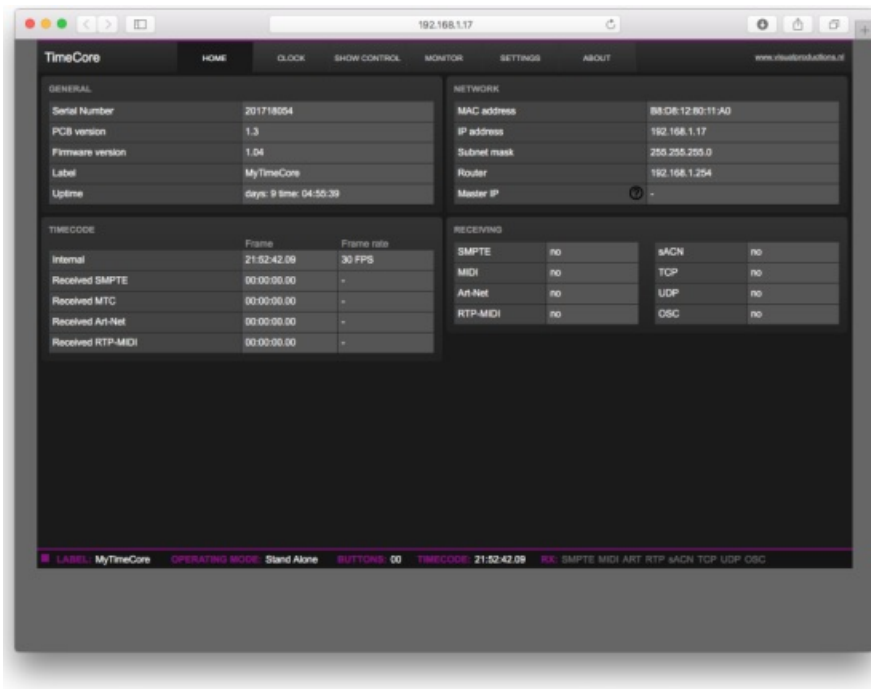 192.168.1.17
TimeCore HOME CLOCK SHOW CONTROL MONITOR SETTINGS ABOUT www.visualproductions.nl
GENERAL
Serial Number 201718054
PCB version 1.3
Firmware version 1.04
Label MyTimeCore
Uptime days: 9 time: 04:55:39
NETWORK
MAC address B8:D8:12:60:11:A0
IP address 192.168.1.17
Subnet mask 255.255.255.0
Router 192.168.1.254
Master IP ? -
TIMECODE
Frame Frame rate
Internal 21:52:42.09 30 FPS
Received SMPTE 00:00:00.00 -
Received MTC 00:00:00.00 -
Received Art-Net 00:00:00.00 -
Received RTP-MIDI 00:00:00.00 -
RECEIVING
SMPTE no sACN no
MIDI no TCP no
Art-Net no UDP no
RTP-MIDI no OSC no
LABEL: MyTimeCore OPERATING MODE: Stand Alone BUTTONS: 00 TIMECODE: 21:52:42.09 RX: SMPTE MIDI ART RTP sACN TCP UDP OSC